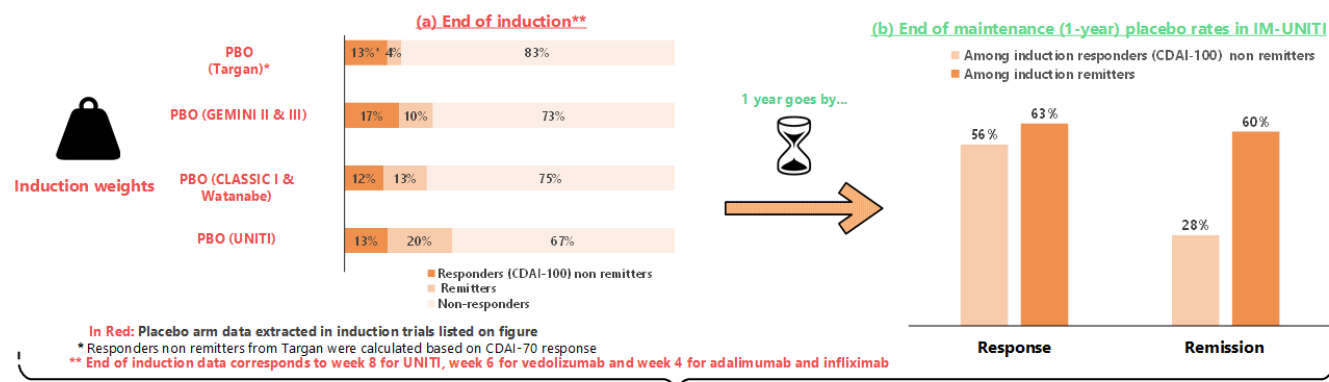 (a) End of induction**
PBO
(Targan)*
13%*
4%
83%
PBO (GEMINI II & III)
17%
10%
73%
PBO (CLASSIC I &
Watanabe)
12%
13%
75%
PBO (UNITI)
13%
20%
67%
Induction weights
Responders (CDAI-100) non remitters
Remitters
Non-responders
In Red: Placebo arm data extracted in induction trials listed on figure
* Responders non remitters from Targan were calculated based on CDAI-70 response
** End of induction data corresponds to week 8 for UNITI, week 6 for vedolizumab and week 4 for adalimumab and infliximab
1 year goes by...
(b) End of maintenance (1-year) placebo rates in IM-UNITI
Among induction responders (CDAI-100) non remitters
Among induction remitters
56%
63%
28%
60%
Response
Remission